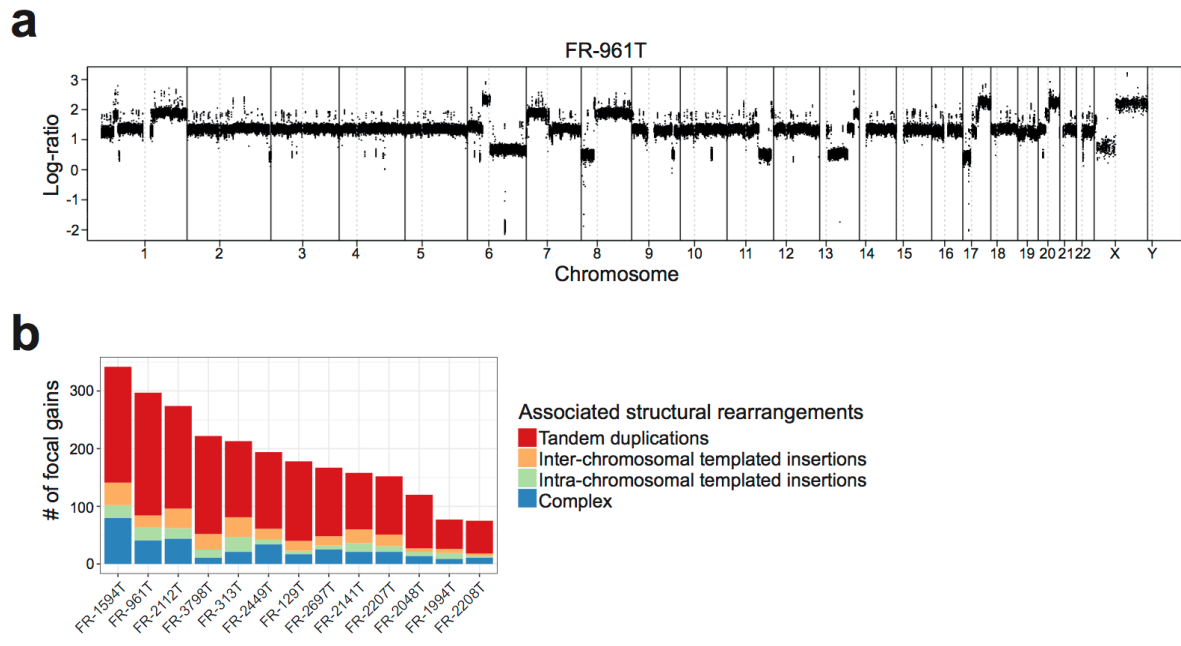 a
FR-961T
Log-ratio
3
2
1
0
-1
-2
1 2 3 4 5 6 7 8 9 10 11 12 13 14 15 16 17 18 19 20 21 22 X Y
Chromosome
b
# of focal gains
300
200
100
0
FR-1594T FR-961T FR-2112T FR-3798T FR-313T FR-2449T FR-129T FR-2697T FR-2141T FR-2207T FR-2048T FR-1994T FR-2208T
Associated structural rearrangements
Tandem duplications
Inter-chromosomal templated insertions
Intra-chromosomal templated insertions
Complex